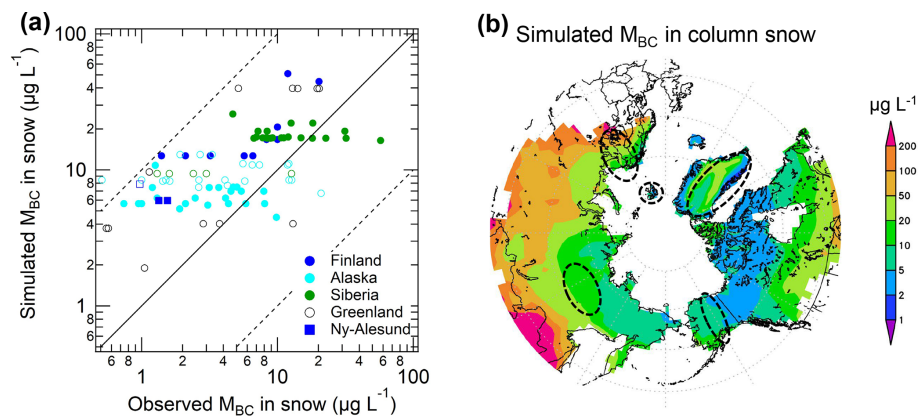 (a)
Simulated M_BC in snow (µg L⁻¹)
100
8
6
4
2
10
8
6
4
2
1
8
6
6 8 1 2 4 6 8 10 2 4 6 8 100
Observed M_BC in snow (µg L⁻¹)
Finland
Alaska
Siberia
Greenland
Ny-Alesund
(b)
Simulated M_BC in column snow
µg L⁻¹
200
100
50
20
10
5
2
1